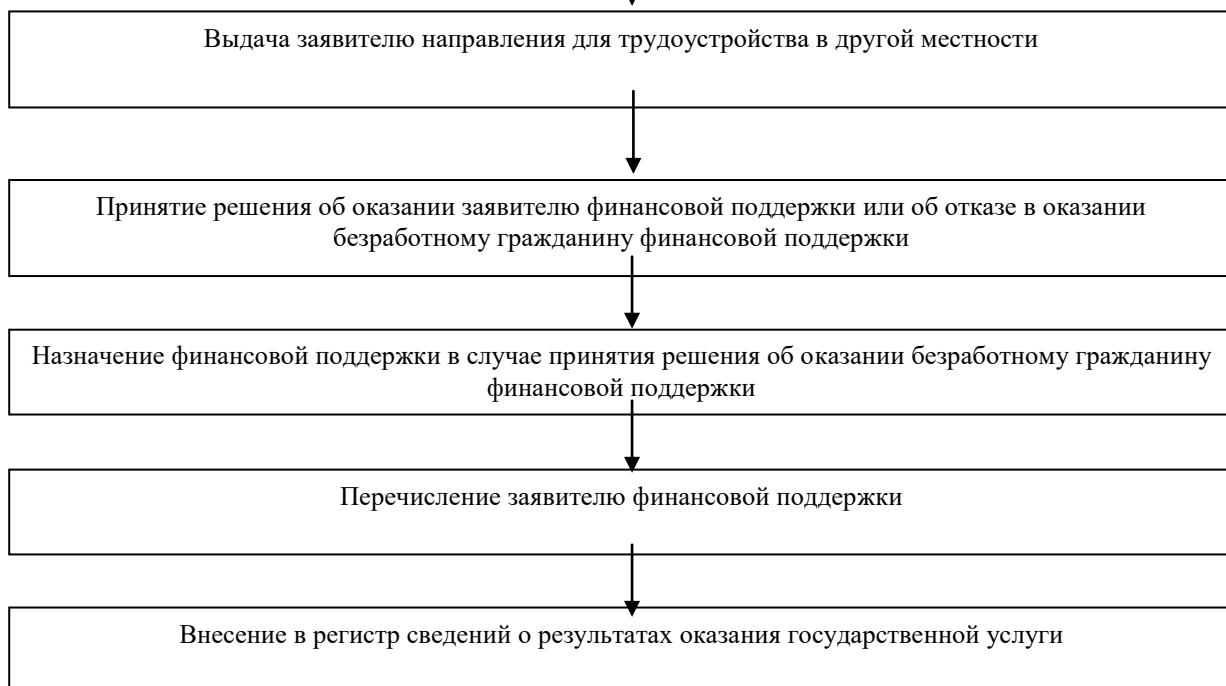 Выдача заявителю направления для трудоустройства в другой местности
Принятие решения об оказании заявителю финансовой поддержки или об отказе в оказании
безработному гражданину финансовой поддержки
Назначение финансовой поддержки в случае принятия решения об оказании безработному гражданину
финансовой поддержки
Перечисление заявителю финансовой поддержки
Внесение в регистр сведений о результатах оказания государственной услуги